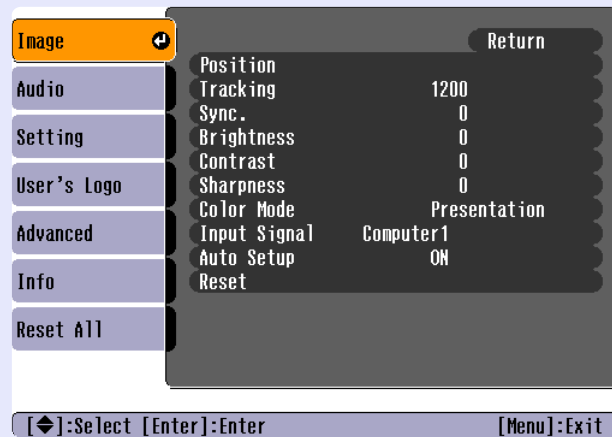 Image
Audio
Setting
User's Logo
Advanced
Info
Reset All
Return
Position
Tracking 1200
Sync. 0
Brightness 0
Contrast 0
Sharpness 0
Color Mode Presentation
Input Signal Computer1
Auto Setup ON
Reset
[]:Select [Enter]:Enter [Menu]:Exit